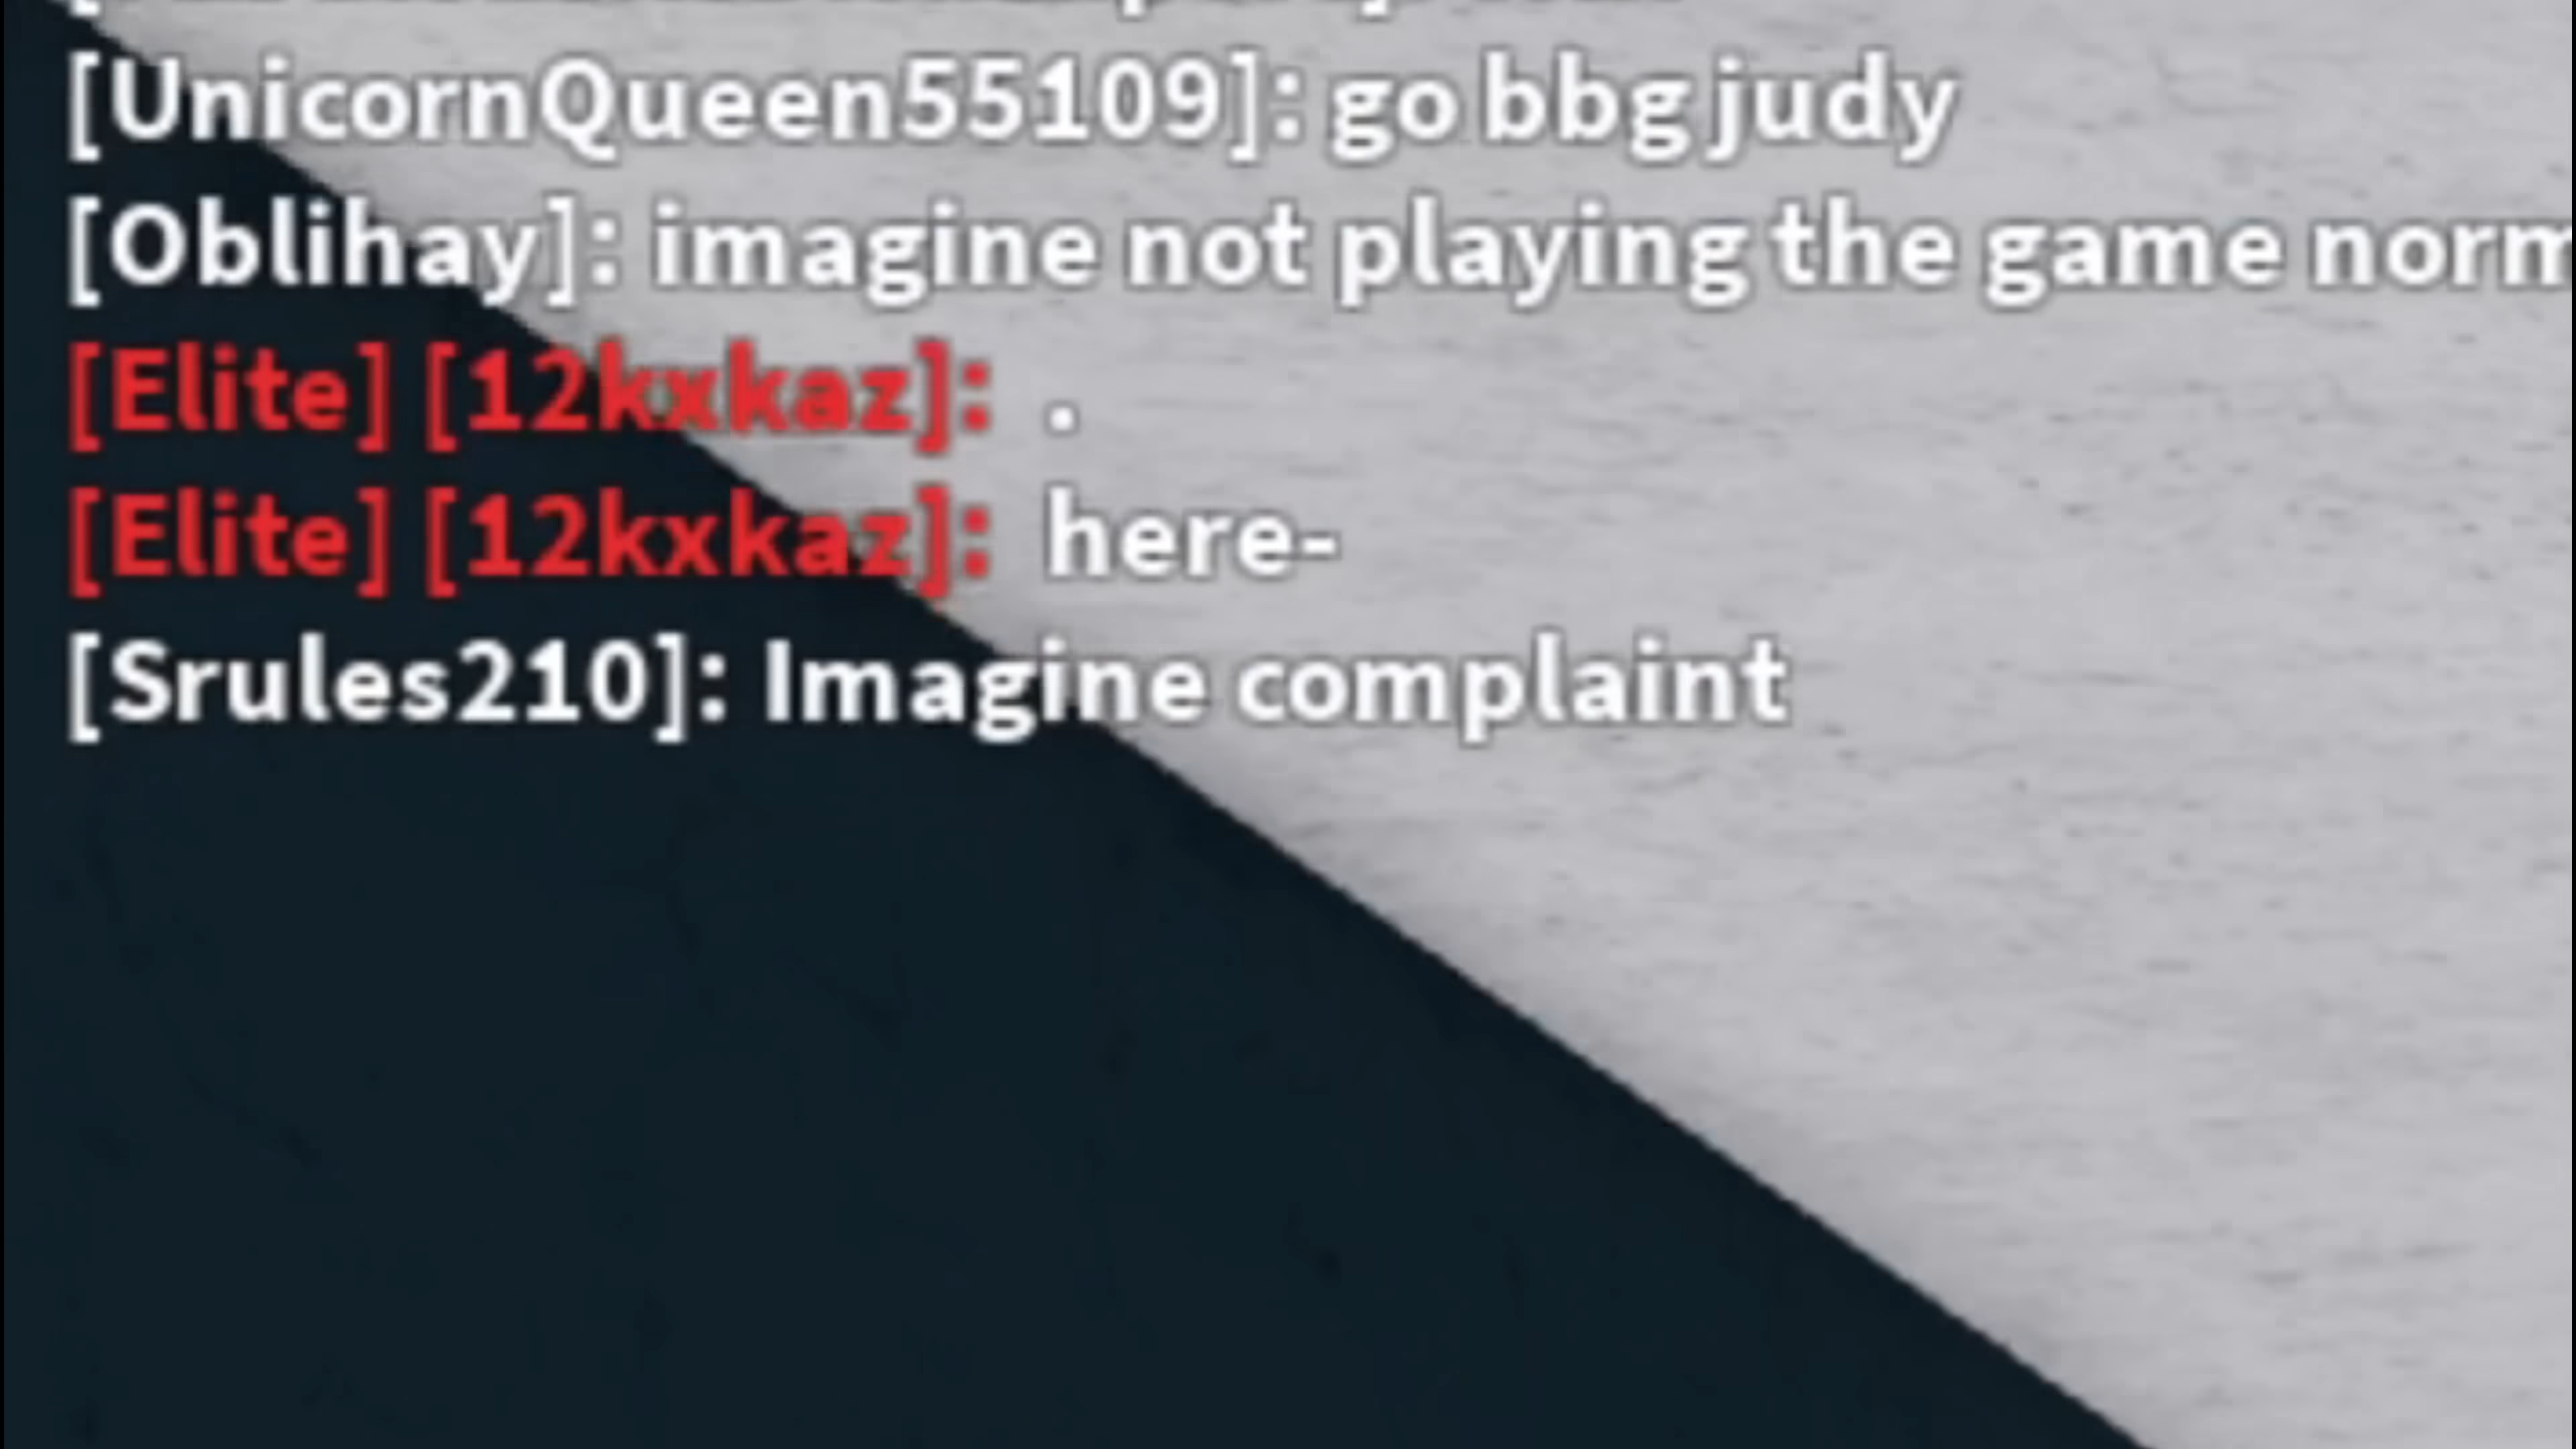 [UnicornQueen55109]: go bbg judy
[Oblihay]: imagine not playing the game
[Elite] [12kxkaz]: .
[Elite] [12kxkaz]: here-
[Srules210]: Imagine complaint